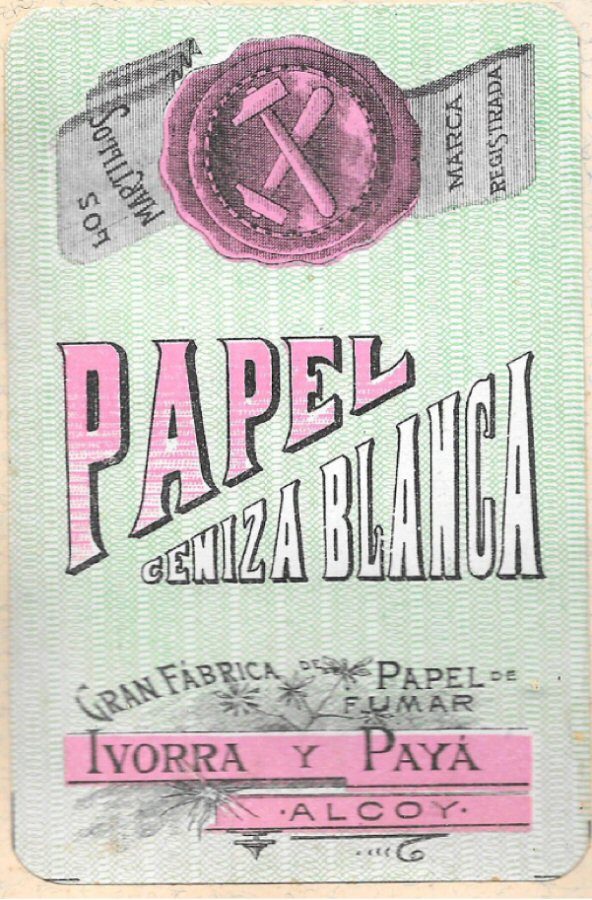 LOS
MARTILLOS
MARCA
REGISTRADA
PAPEL
CENIZA BLANCA
GRAN FÁBRICA DE PAPEL DE
FUMAR
IVORRA Y PAYÁ
·ALCOY·